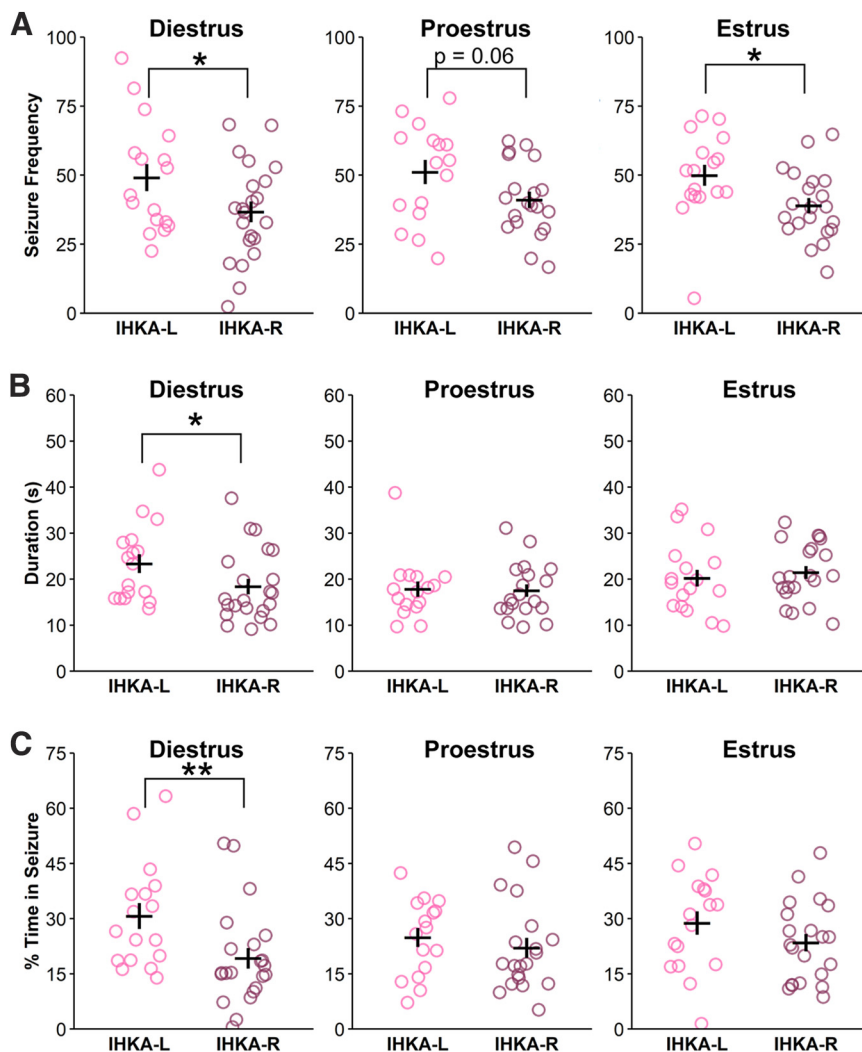 A
Diestrus
Proestrus
Estrus
*
p = 0.06
*
Seizure Frequency
100
75
50
25
0
100
75
50
25
0
100
75
50
25
0
IHKA-L IHKA-R
IHKA-L IHKA-R
IHKA-L IHKA-R
B
Diestrus
Proestrus
Estrus
*
Duration (s)
60
50
40
30
20
10
0
60
50
40
30
20
10
0
60
50
40
30
20
10
0
IHKA-L IHKA-R
IHKA-L IHKA-R
IHKA-L IHKA-R
C
Diestrus
Proestrus
Estrus
**
% Time in Seizure
75
60
45
30
15
0
75
60
45
30
15
0
75
60
45
30
15
0
IHKA-L IHKA-R
IHKA-L IHKA-R
IHKA-L IHKA-R